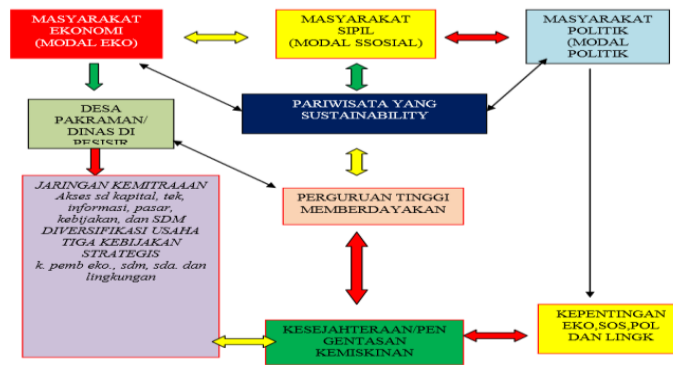 MASYARAKAT
EKONOMI
(MODAL EKO)
MASYARAKAT
SIPIL
(MODAL SSOSIAL)
MASYARAKAT
POLITIK
(MODAL
POLITIK
DESA
PAKRAMAN/
DINAS DI
PESISIR
PARIWISATA YANG
SUSTAINABILITY
JARINGAN KEMITRAAAN
Akses sd kapital, tek,
informasi, pasar,
kebijakan, dan SDM
DIVERSIFIKASI USAHA
TIGA KEBIJAKAN
STRATEGIS
k. pemb eko., sdm, sda. dan
lingkungan
PERGURUAN TINGGI
MEMBERDAYAKAN
KESEJAHTERAAN/PEN
GENTASAN
KEMISKINAN
KEPENTINGAN
EKO,SOS,POL
DAN LINGK